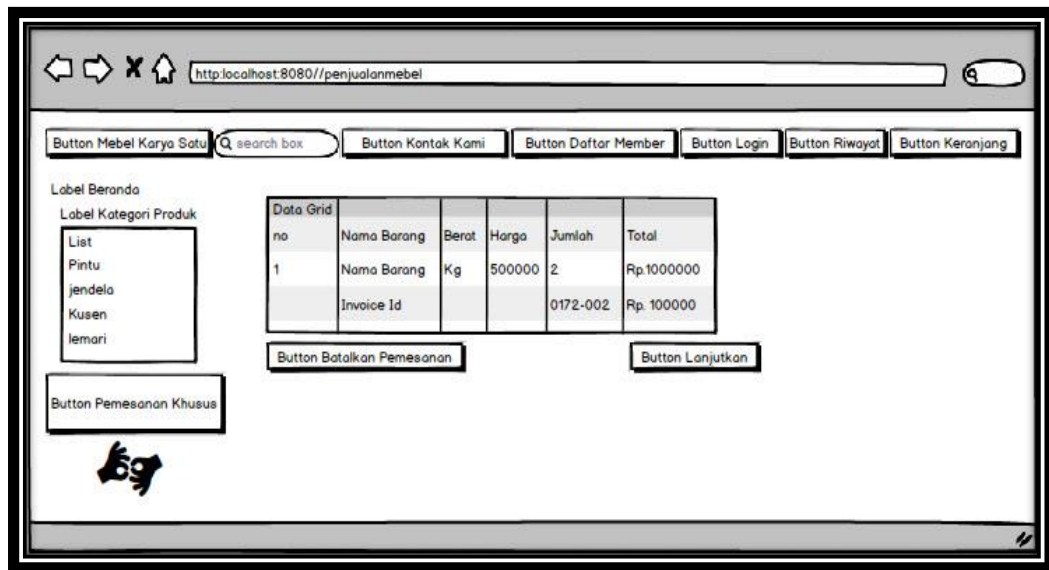 http:localhost:8080//penjualanmebel
Button Mebel Karya Satu search box Button Kontak Kami Button Daftar Member Button Login Button Riwayat Button Keranjang
Label Beranda
Label Kategori Produk
List
Pintu
jendela
Kusen
lemari
Button Pemesanan Khusus
Data Grid
no Nama Barang Berat Harga Jumlah Total
1 Nama Barang Kg 500000 2 Rp.1000000
Invoice Id 0172-002 Rp. 100000
Button Batalkan Pemesanan Button Lanjutkan